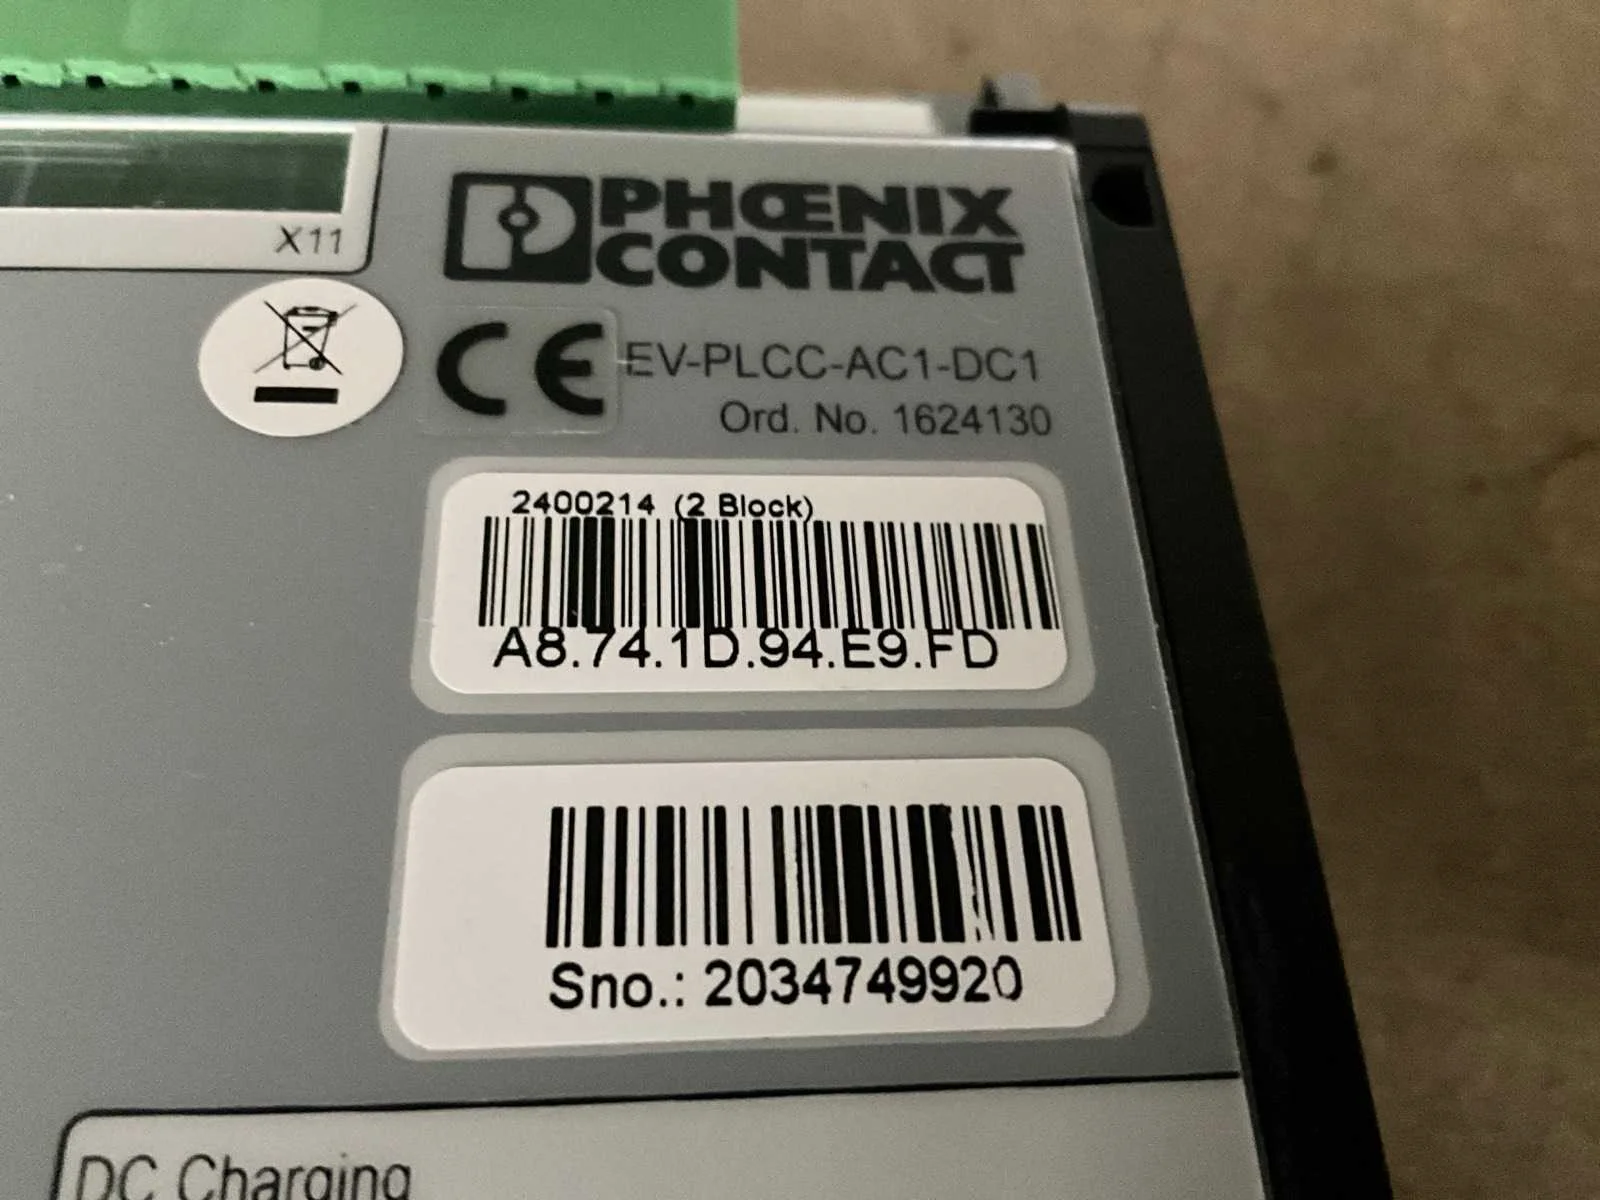 X11
PHŒNIX
CONTACT
CE
EV-PLCC-AC1-DC1
Ord. No. 1624130
2400214 (2 Block)
A8.74.1D.94.E9.FD
Sno.: 2034749920
DC Charging